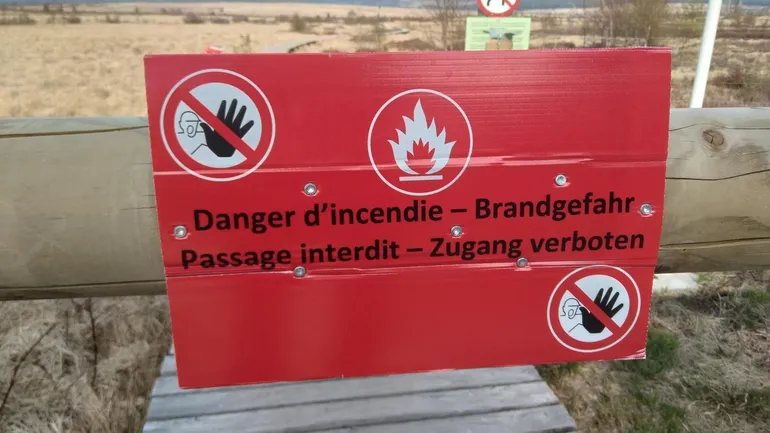 Danger d'incendie – Brandgefahr
Passage interdit – Zugang verboten